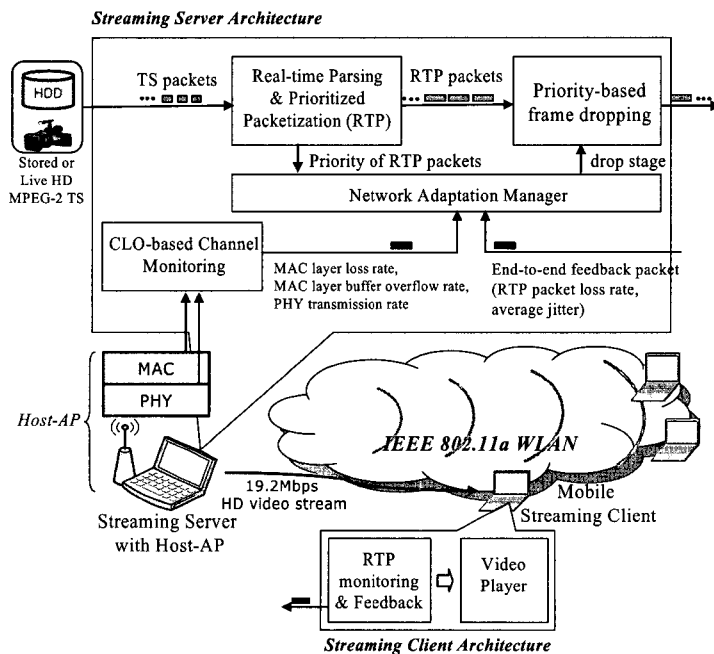 Streaming Server Architecture
HDD
Stored or
Live HD
MPEG-2 TS
TS packets
Real-time Parsing
& Prioritized
Packetization (RTP)
RTP packets
Priority-based
frame dropping
Priority of RTP packets
drop stage
Network Adaptation Manager
CLO-based Channel
Monitoring
MAC layer loss rate,
MAC layer buffer overflow rate,
PHY transmission rate
End-to-end feedback packet
(RTP packet loss rate,
average jitter)
Host-AP
MAC
PHY
IEEE 802.11a WLAN
19.2Mbps
HD video stream
Streaming Server
with Host-AP
Mobile
Streaming Client
RTP
monitoring
& Feedback
Video
Player
Streaming Client Architecture